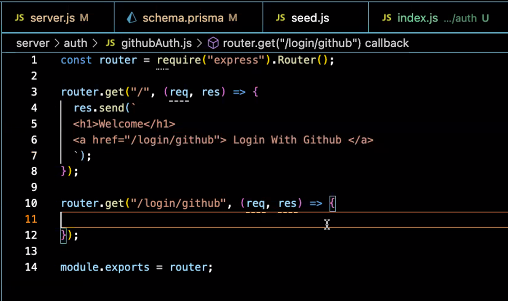 JS server.js M schema.prisma M JS seed.js JS index.js .../auth U
server > auth > JS githubAuth.js > router.get("/login/github") callback
1 const router = require("express").Router();
2
3 router.get("/", (req, res) => {
4 res.send(`
5 <h1>Welcome</h1>
6 <a href="/login/github"> Login With Github </a>
7 `);
8 });
9
10 router.get("/login/github", (req, res) => {
11
12 });
13
14 module.exports = router;